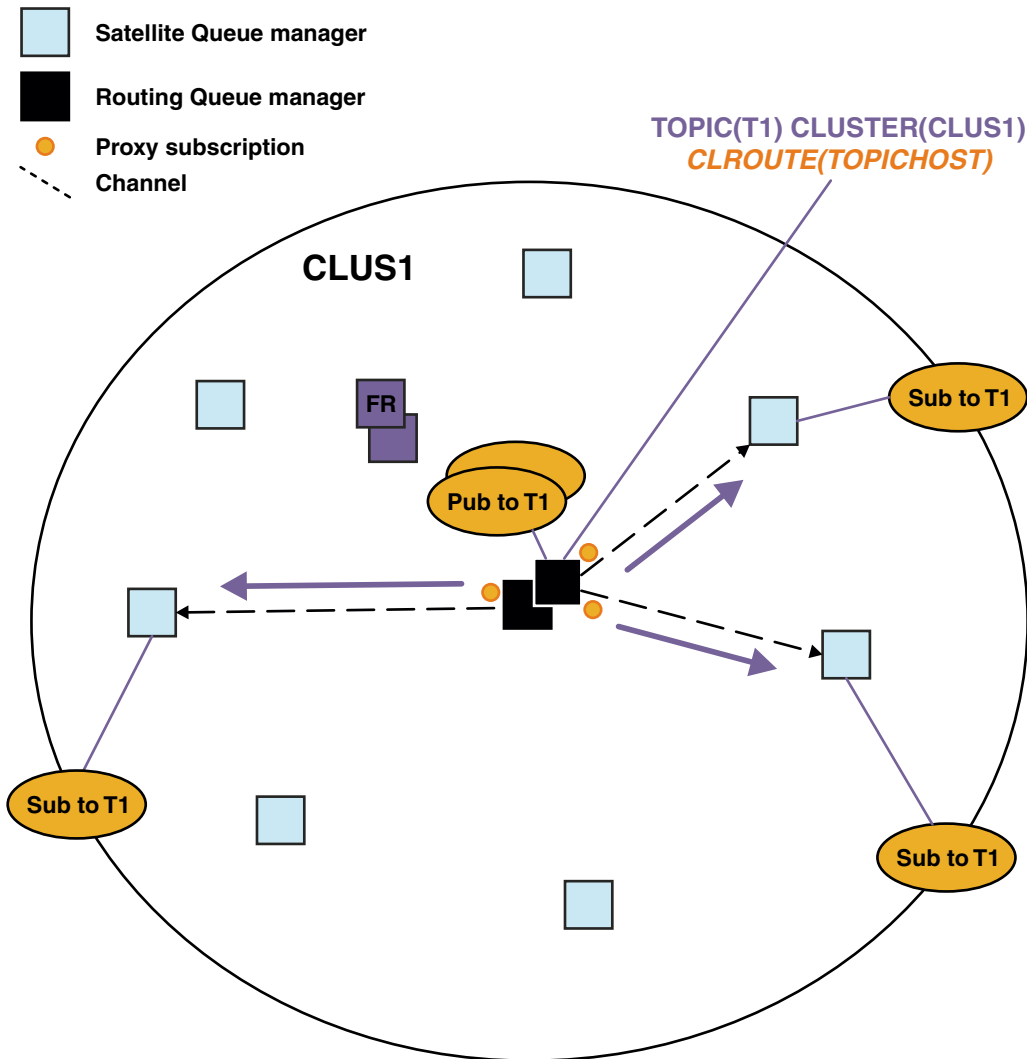 Satellite Queue manager
Routing Queue manager
Proxy subscription
Channel
TOPIC(T1) CLUSTER(CLUS1)
CLROUTE(TOPICHOST)
CLUS1
FR
Sub to T1
Pub to T1
Sub to T1
Sub to T1